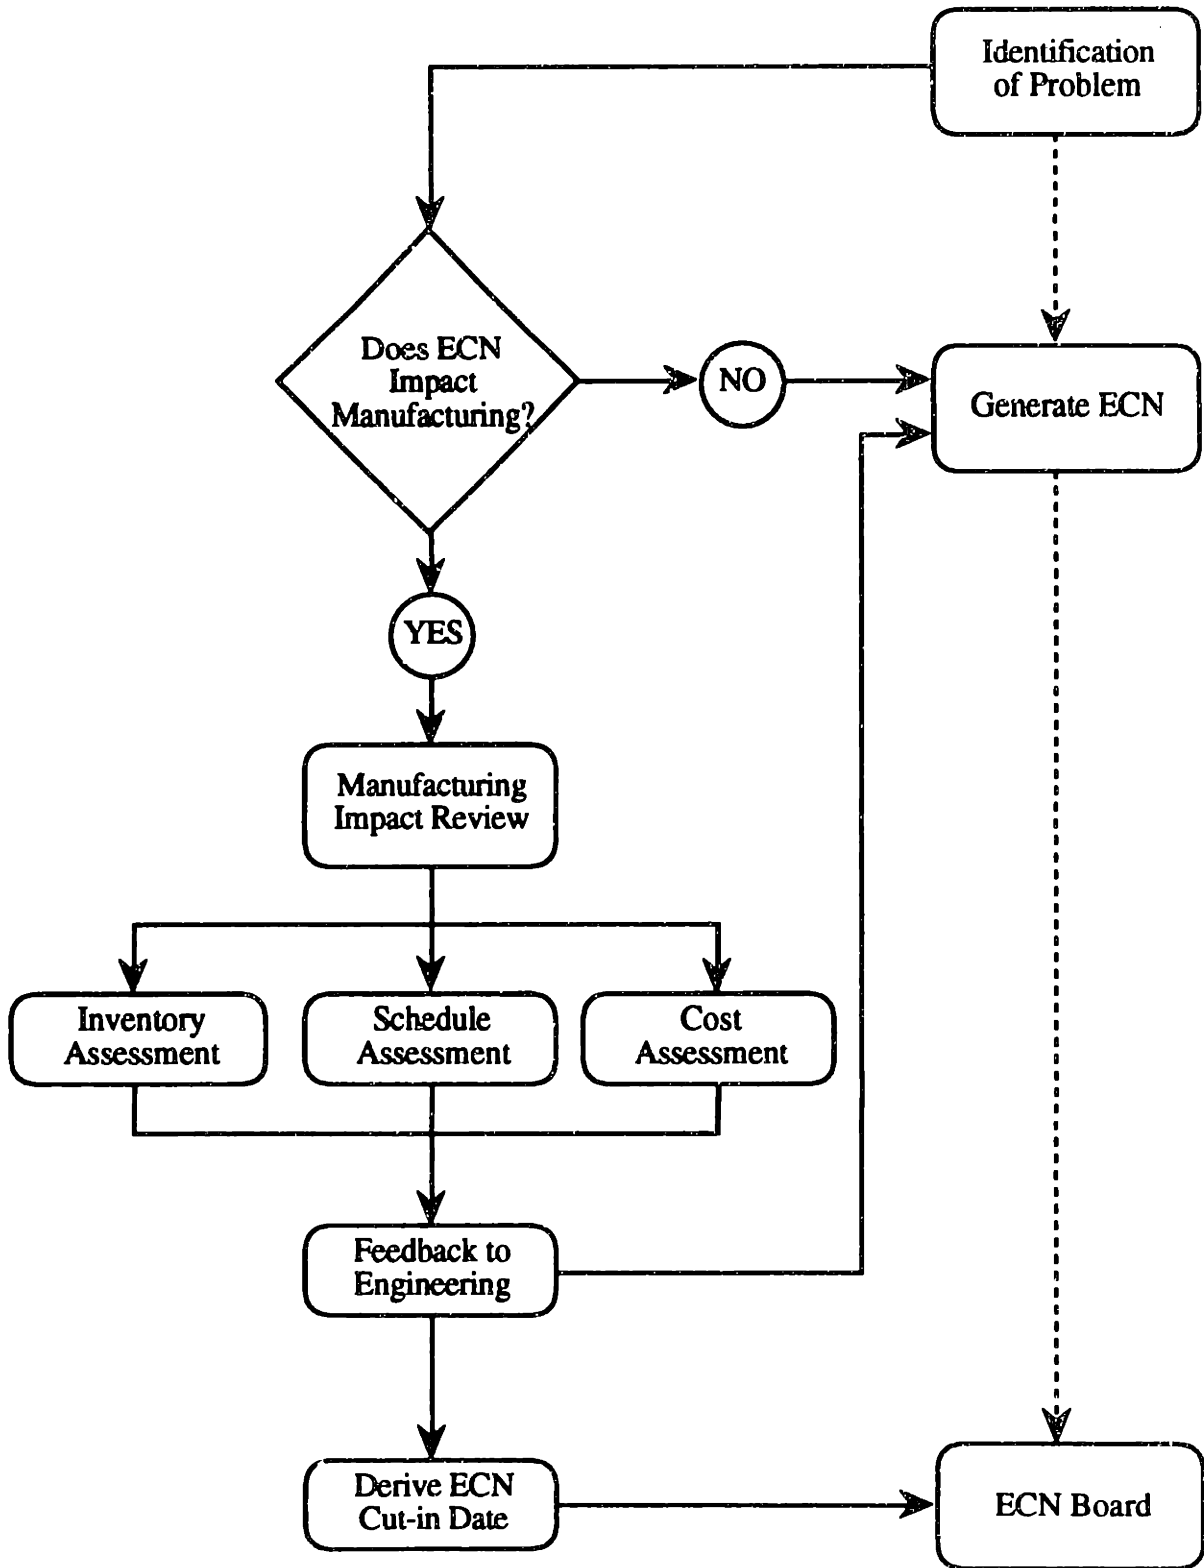 Identification
of Problem
Does ECN
Impact
Manufacturing?
NO
Generate ECN
YES
Manufacturing
Impact Review
Inventory
Assessment
Schedule
Assessment
Cost
Assessment
Feedback to
Engineering
Derive ECN
Cut-in Date
ECN Board